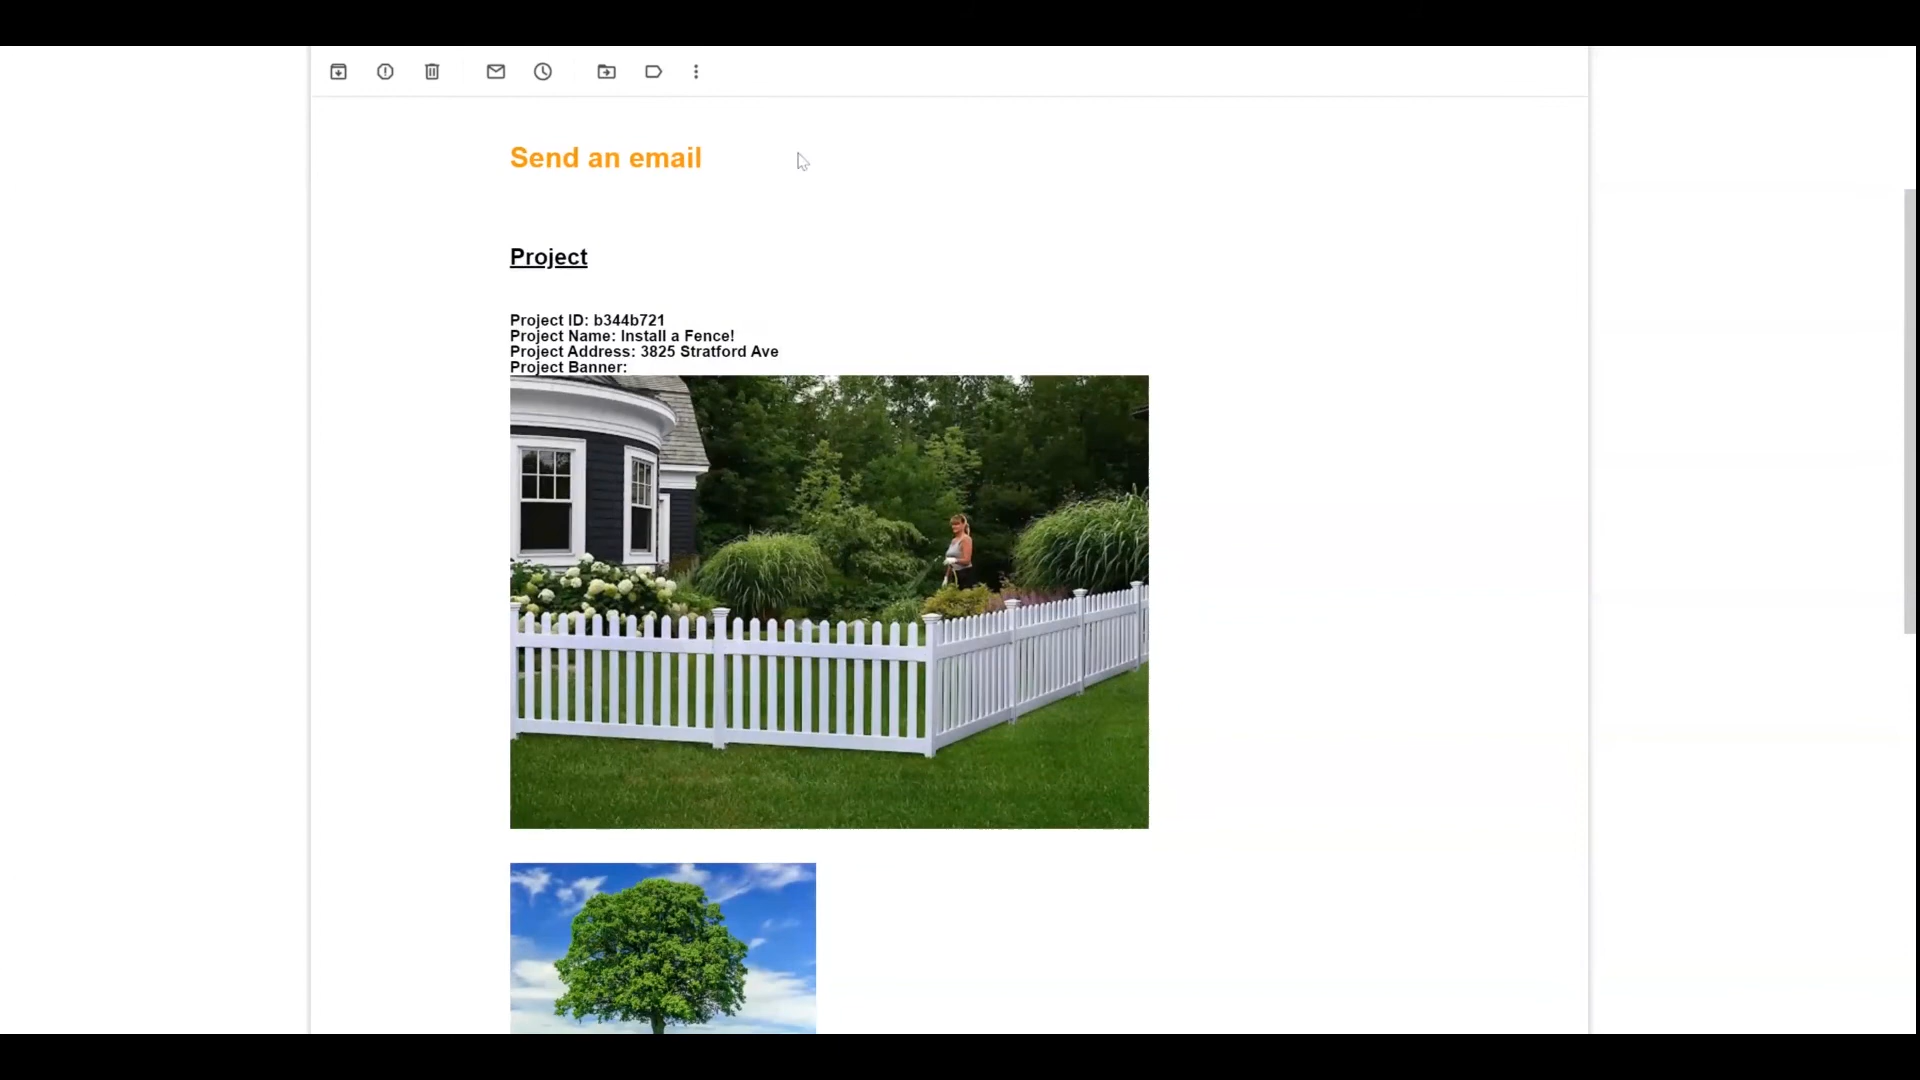 Send an email
Project
Project ID: b344b721
Project Name: Install a Fence!
Project Address: 3825 Stratford Ave
Project Banner: